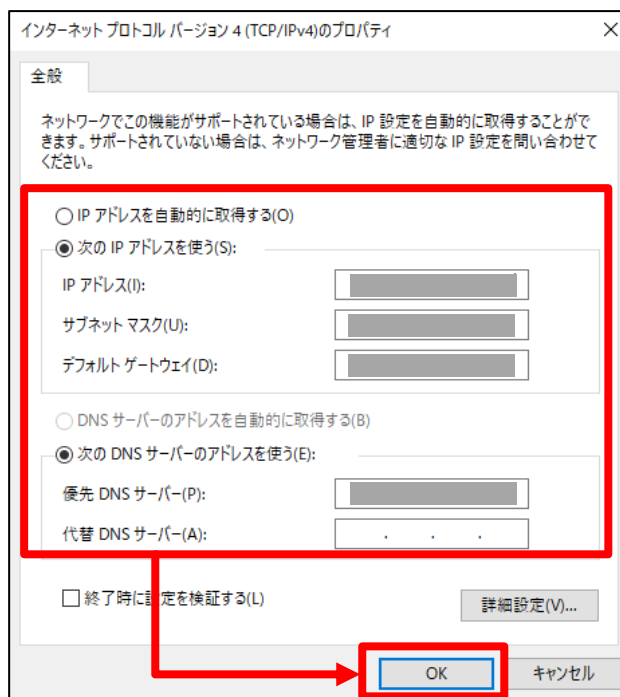 インターネット プロトコル バージョン 4 (TCP/IPv4)のプロパティ
全般
ネットワークでこの機能がサポートされている場合は、IP 設定を自動的に取得することがで
きます。サポートされていない場合は、ネットワーク管理者に適切な IP 設定を問い合わせて
ください。
IP アドレスを自動的に取得する(O)
次の IP アドレスを使う(S):
IP アドレス(I):
サブネット マスク(U):
デフォルト ゲートウェイ(D):
DNS サーバーのアドレスを自動的に取得する(B)
次の DNS サーバーのアドレスを使う(E):
優先 DNS サーバー(P):
代替 DNS サーバー(A):
. . .
終了時に設定を検証する(L)
詳細設定(V)...
OK
キャンセル